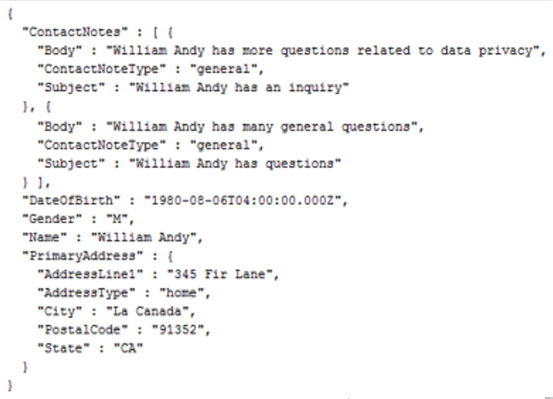 {
"ContactNotes" : [ {
"Body" : "William Andy has more questions related to data privacy",
"ContactNoteType" : "general",
"Subject" : "William Andy has an inquiry"
}, {
"Body" : "William Andy has many general questions",
"ContactNoteType" : "general",
"Subject" : "William Andy has questions"
} ],
"DateOfBirth" : "1980-08-06T04:00:00.000Z",
"Gender" : "M",
"Name" : "William Andy",
"PrimaryAddress" : {
"AddressLine1" : "345 Fir Lane",
"AddressType" : "home",
"City" : "La Canada",
"PostalCode" : "91352",
"State" : "CA"
}
}